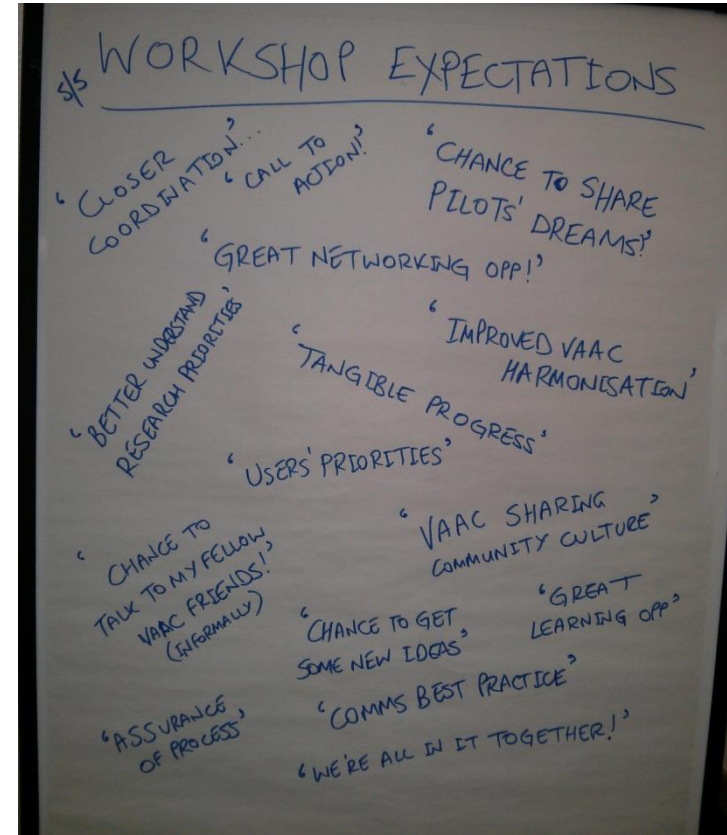 5/5 WORKSHOP EXPECTATIONS
'CLOSER
COORDINATION...'
'CALL TO
ACTION!'
'CHANCE TO SHARE
PILOTS' DREAMS!'
'GREAT NETWORKING OPP!'
'BETTER UNDERSTAND
RESEARCH PRIORITIES'
'IMPROVED VAAC
HARMONISATION'
'TANGIBLE PROGRESS'
'USERS' PRIORITIES'
'VAAC SHARING
COMMUNITY CULTURE'
'CHANCE TO
TALK TO MY FELLOW
VAAC FRIENDS!'
(INFORMALLY)
'CHANCE TO GET
SOME NEW IDEAS'
'GREAT
LEARNING OPP'
'COMMS BEST PRACTICE'
'ASSURANCE
OF PROCESS'
'WE'RE ALL IN IT TOGETHER!'